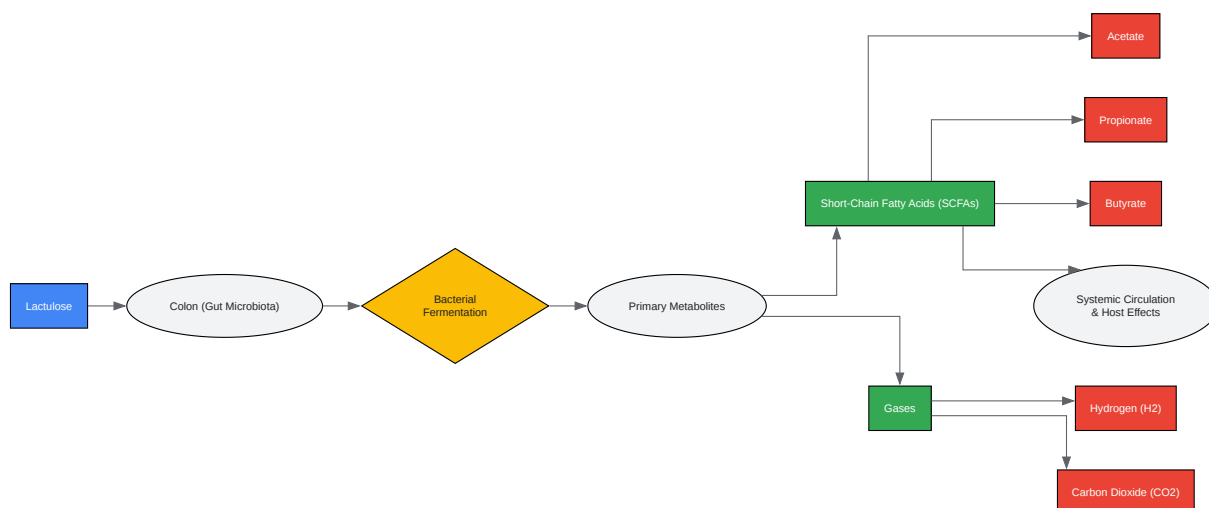 Acetate
Propionate
Short-Chain Fatty Acids (SCFAs)
Butyrate
Lactulose
Colon (Gut Microbiota)
Bacterial
Fermentation
Primary Metabolites
Systemic Circulation
& Host Effects
Gases
Hydrogen (H2)
Carbon Dioxide (CO2)